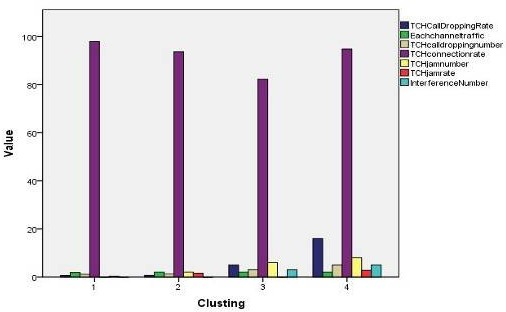 100
80
60
40
20
0
Value
1 2 3 4
Clusting
TCHCallDroppingRate
Eachchanneltraffic
TCHcalldroppingnumber
TCHconnectionrate
TCHjamnumber
TCHjamrate
InterferenceNumber